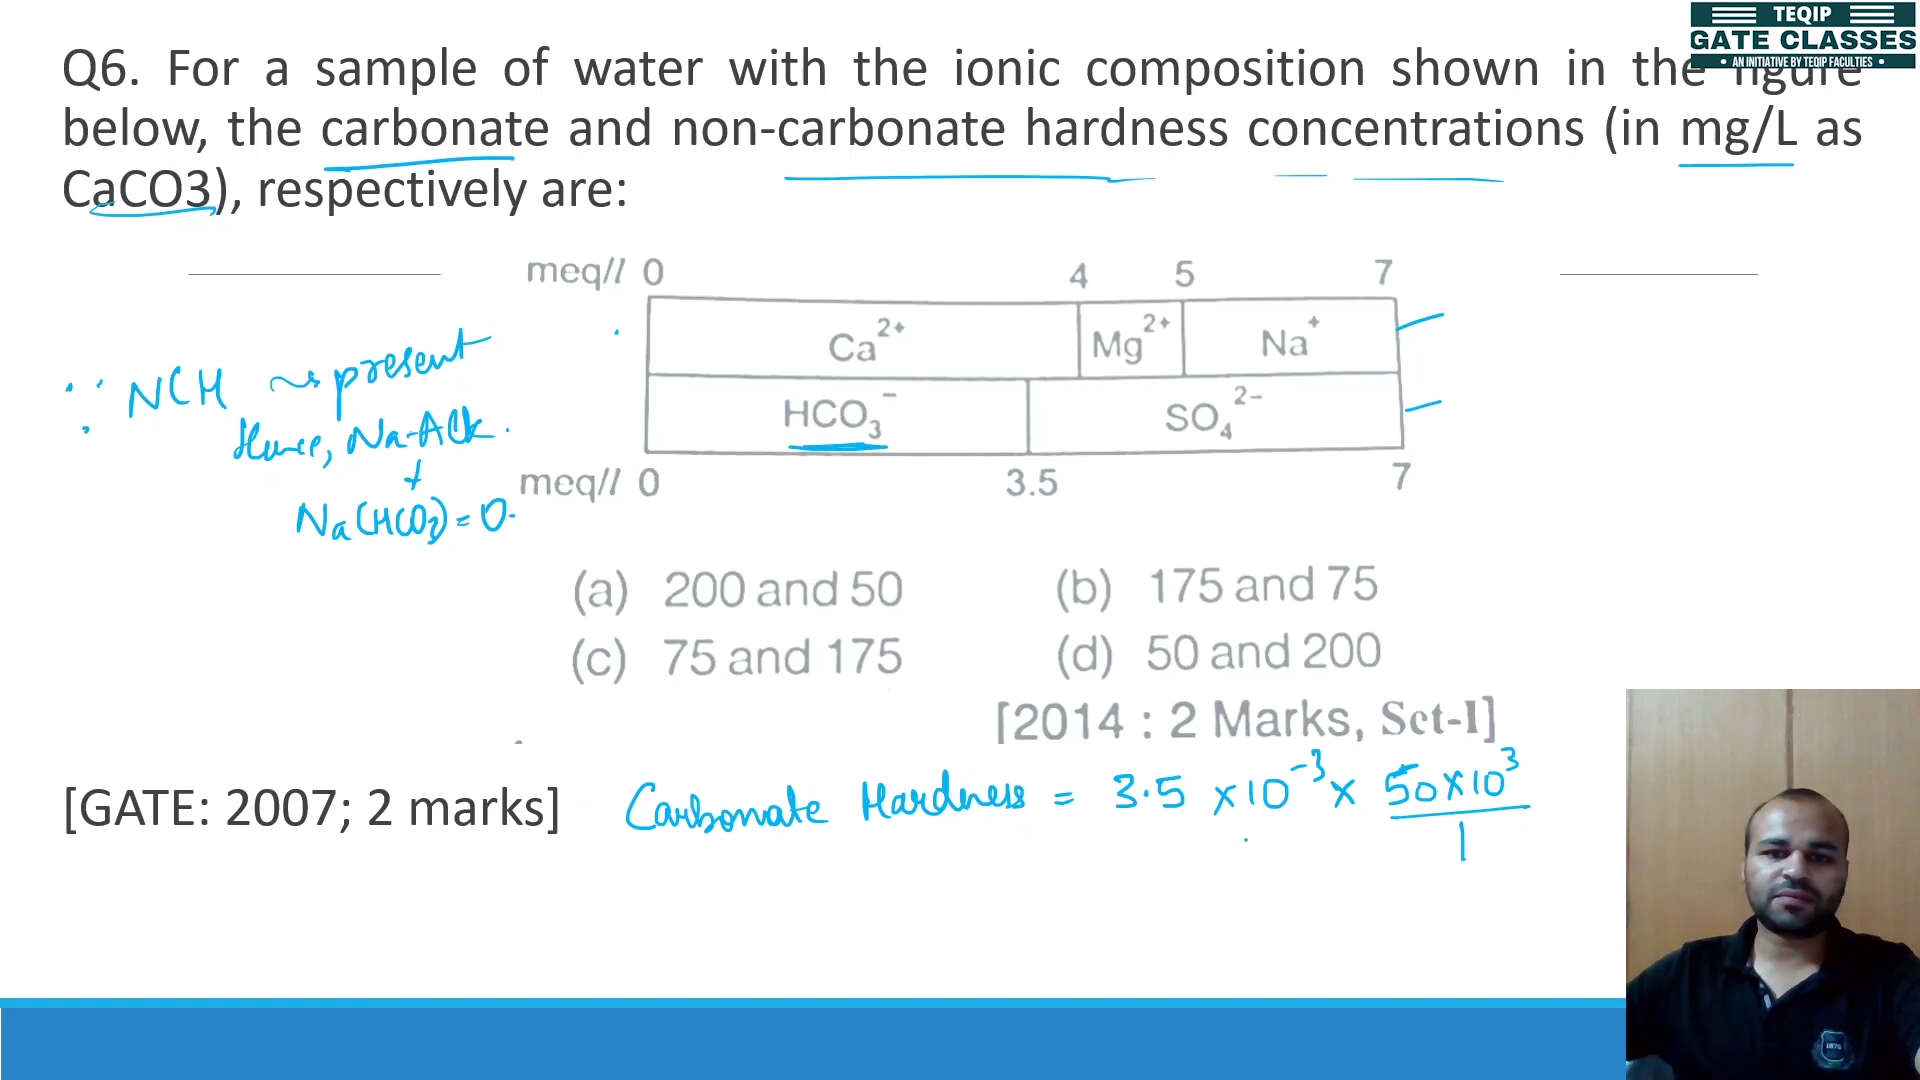 TEQIP
GATE CLASSES
• AN INITIATIVE BY TEQIP FACULTIES •
Q6. For a sample of water with the ionic composition shown in the figure
below, the carbonate and non-carbonate hardness concentrations (in mg/L as
CaCO3), respectively are:
meq// 0 4 5 7
Ca2+ Mg2+ Na+
HCO3- SO42-
meq// 0 3.5 7
∵ NCH ⇝ present
Hence, Na-Alk.
↓
Na(HCO3) = 0.
(a) 200 and 50 (b) 175 and 75
(c) 75 and 175 (d) 50 and 200
[2014 : 2 Marks, Set-I]
[GATE: 2007; 2 marks]
Carbonate Hardness = 3.5 × 10-3 × 50×103
1